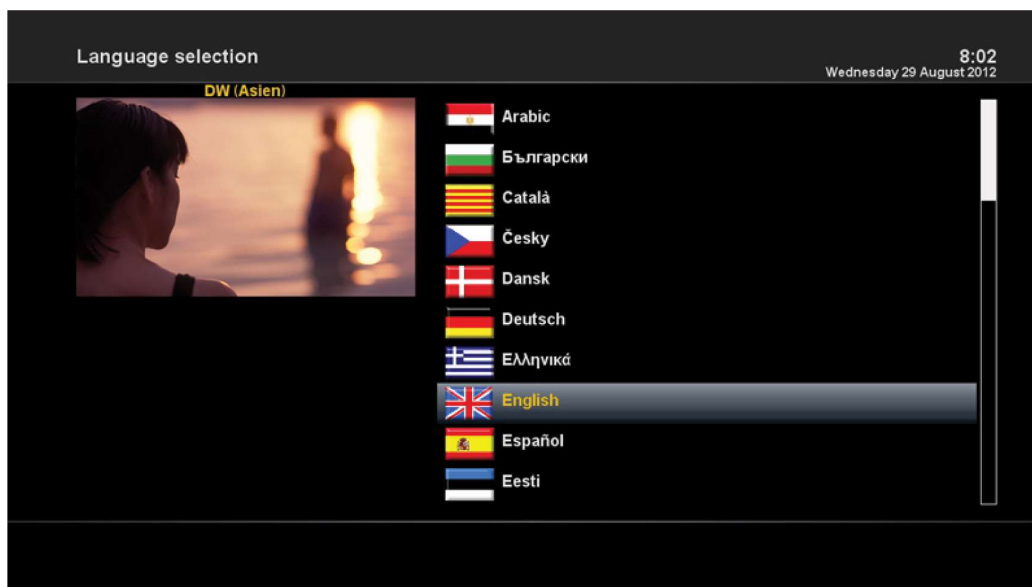 Language selection
8:02
Wednesday 29 August 2012
DW (Asien)
Arabic
Български
Català
Česky
Dansk
Deutsch
Ελληνικά
English
Español
Eesti